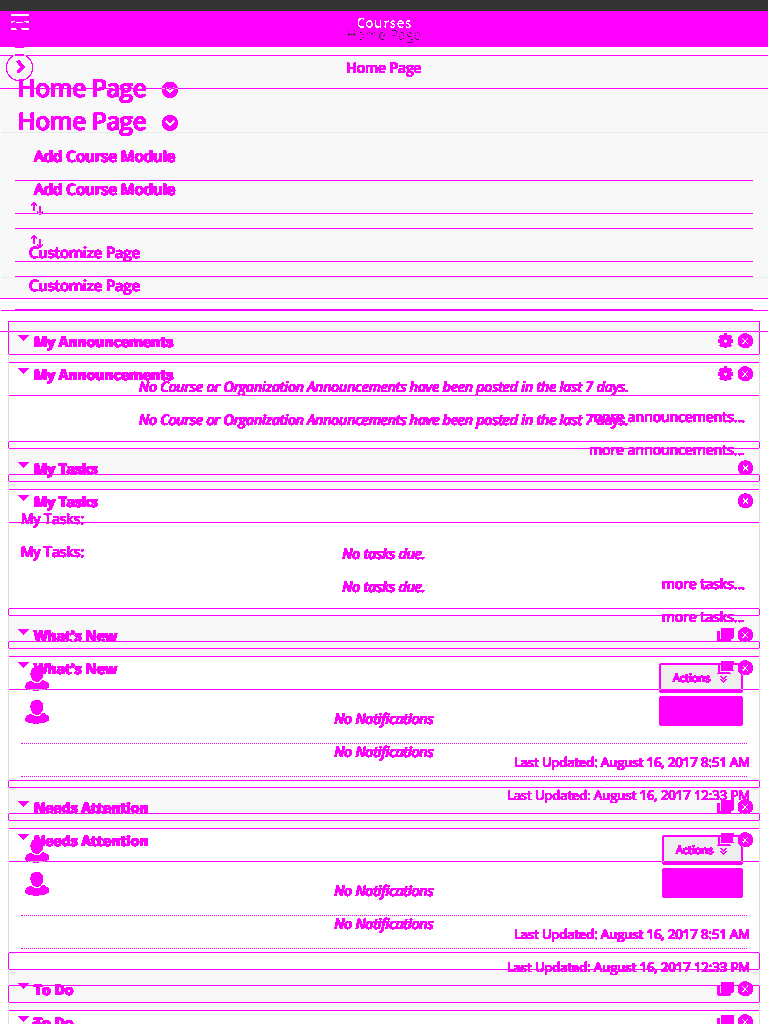 Courses
Home Page
Home Page
Home Page
Home Page
Add Course Module
Add Course Module
Customize Page
Customize Page
My Announcements
My Announcements
No Course or Organization Announcements have been posted in the last 7 days.
more announcements...
No Course or Organization Announcements have been posted in the last 7 days.
more announcements...
My Tasks
My Tasks
My Tasks:
My Tasks:
No tasks due.
more tasks...
No tasks due.
more tasks...
What's New
What's New
Actions
No Notifications
No Notifications
Last Updated: August 16, 2017 8:51 AM
Last Updated: August 16, 2017 12:33 PM
Needs Attention
Needs Attention
Actions
No Notifications
No Notifications
Last Updated: August 16, 2017 8:51 AM
Last Updated: August 16, 2017 12:33 PM
To Do
To Do